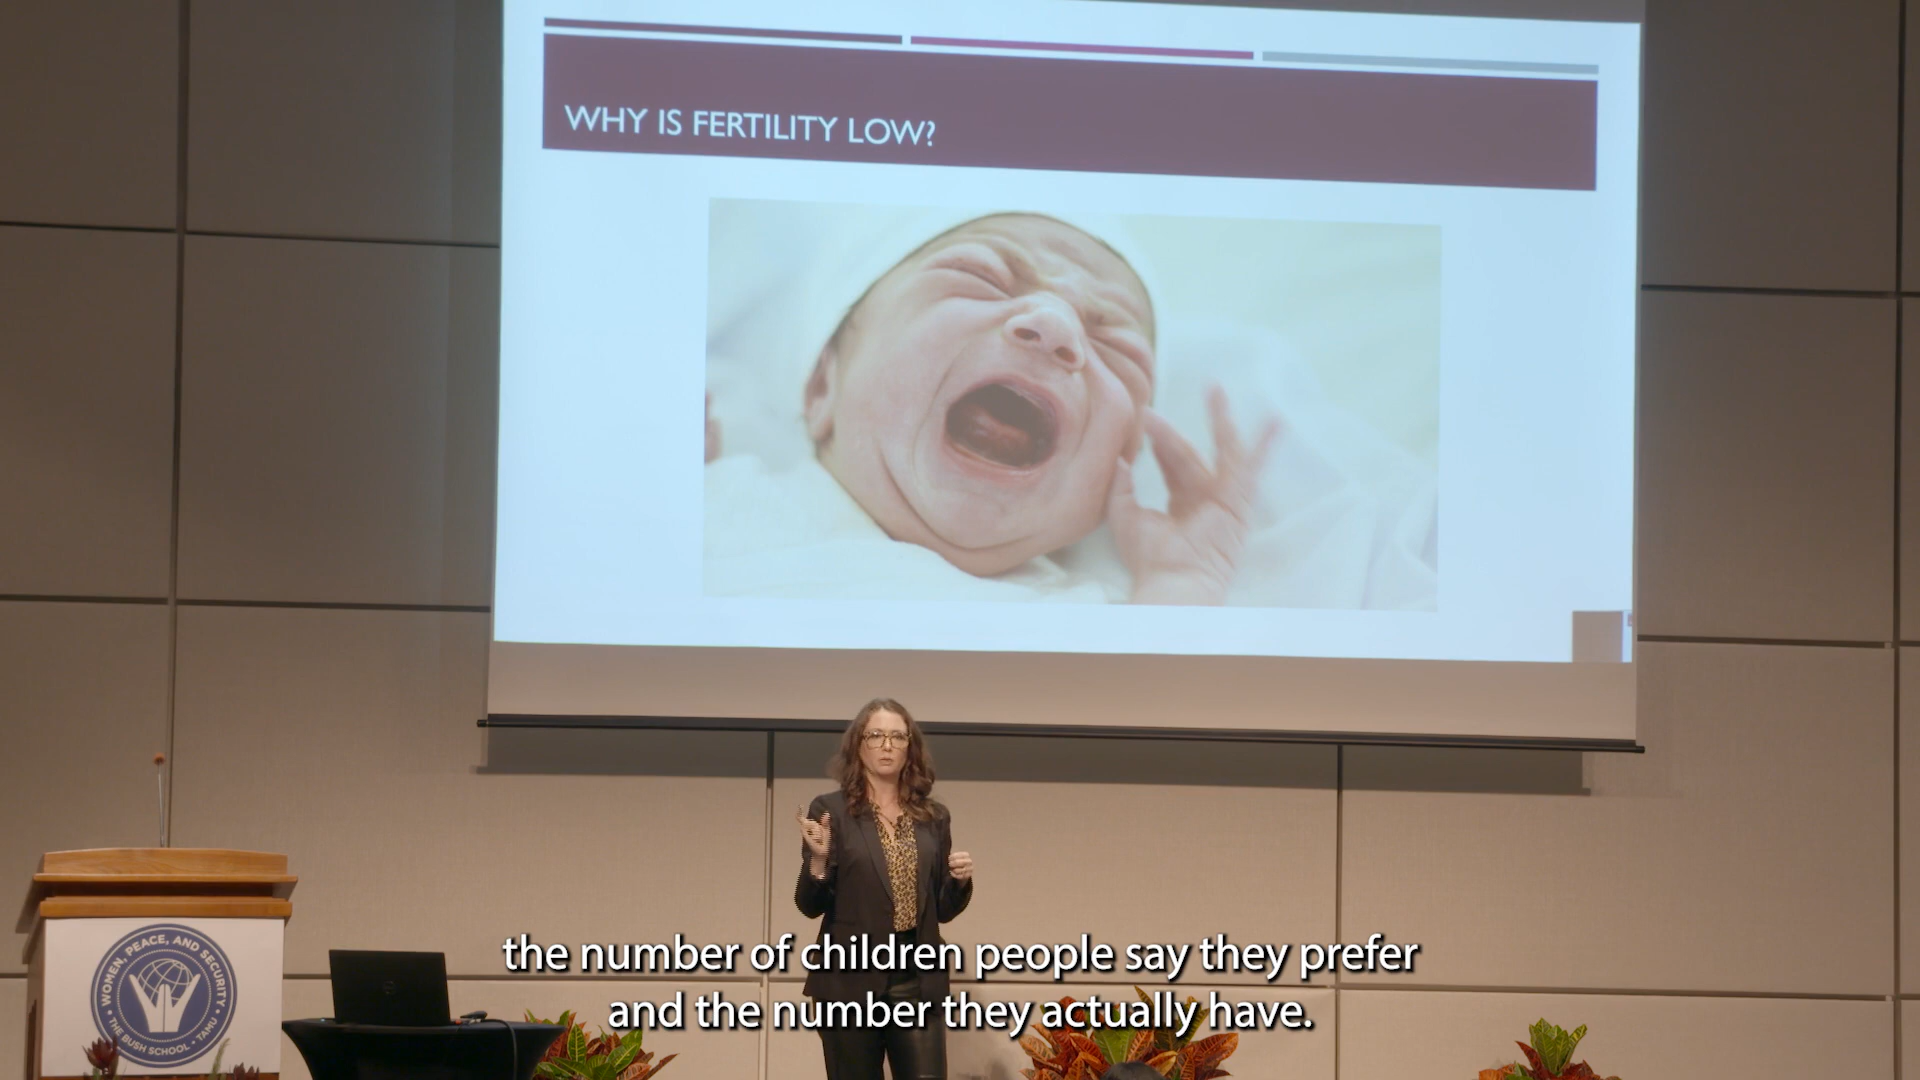 WHY IS FERTILITY LOW?
WOMEN, PEACE, AND SECURITY
• THE BUSH SCHOOL • TAMU •
the number of children people say they prefer
and the number they actually have.